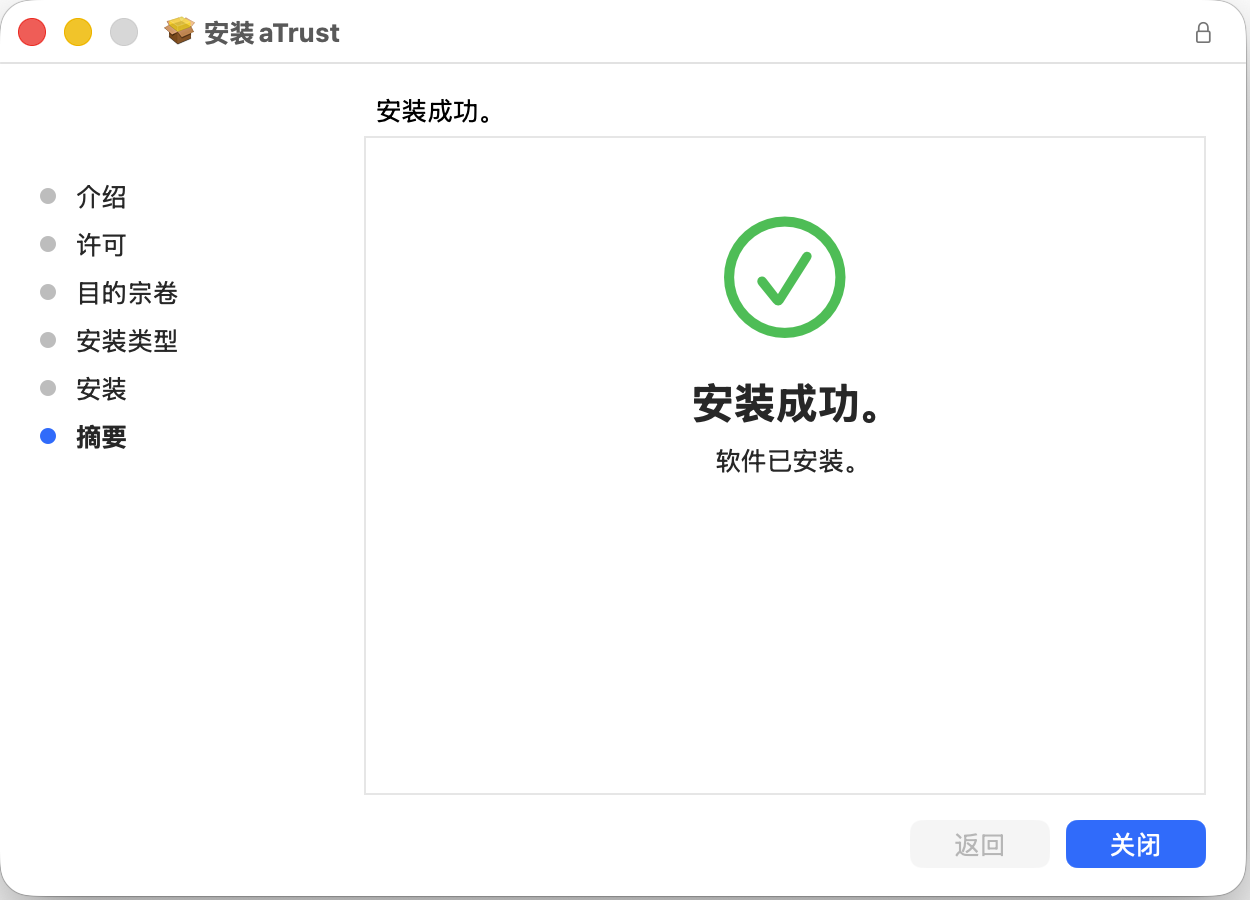 安装 aTrust
安装成功。
介绍
许可
目的宗卷
安装类型
安装
摘要
安装成功。
软件已安装。
返回
关闭